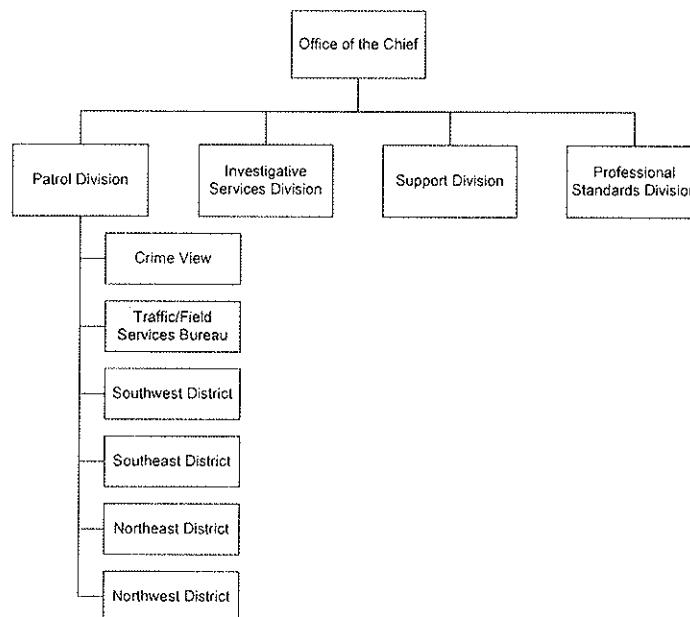 Office of the Chief
Patrol Division
Investigative
Services Division
Support Division
Professional
Standards Division
Crime View
Traffic/Field
Services Bureau
Southwest District
Southeast District
Northeast District
Northwest District